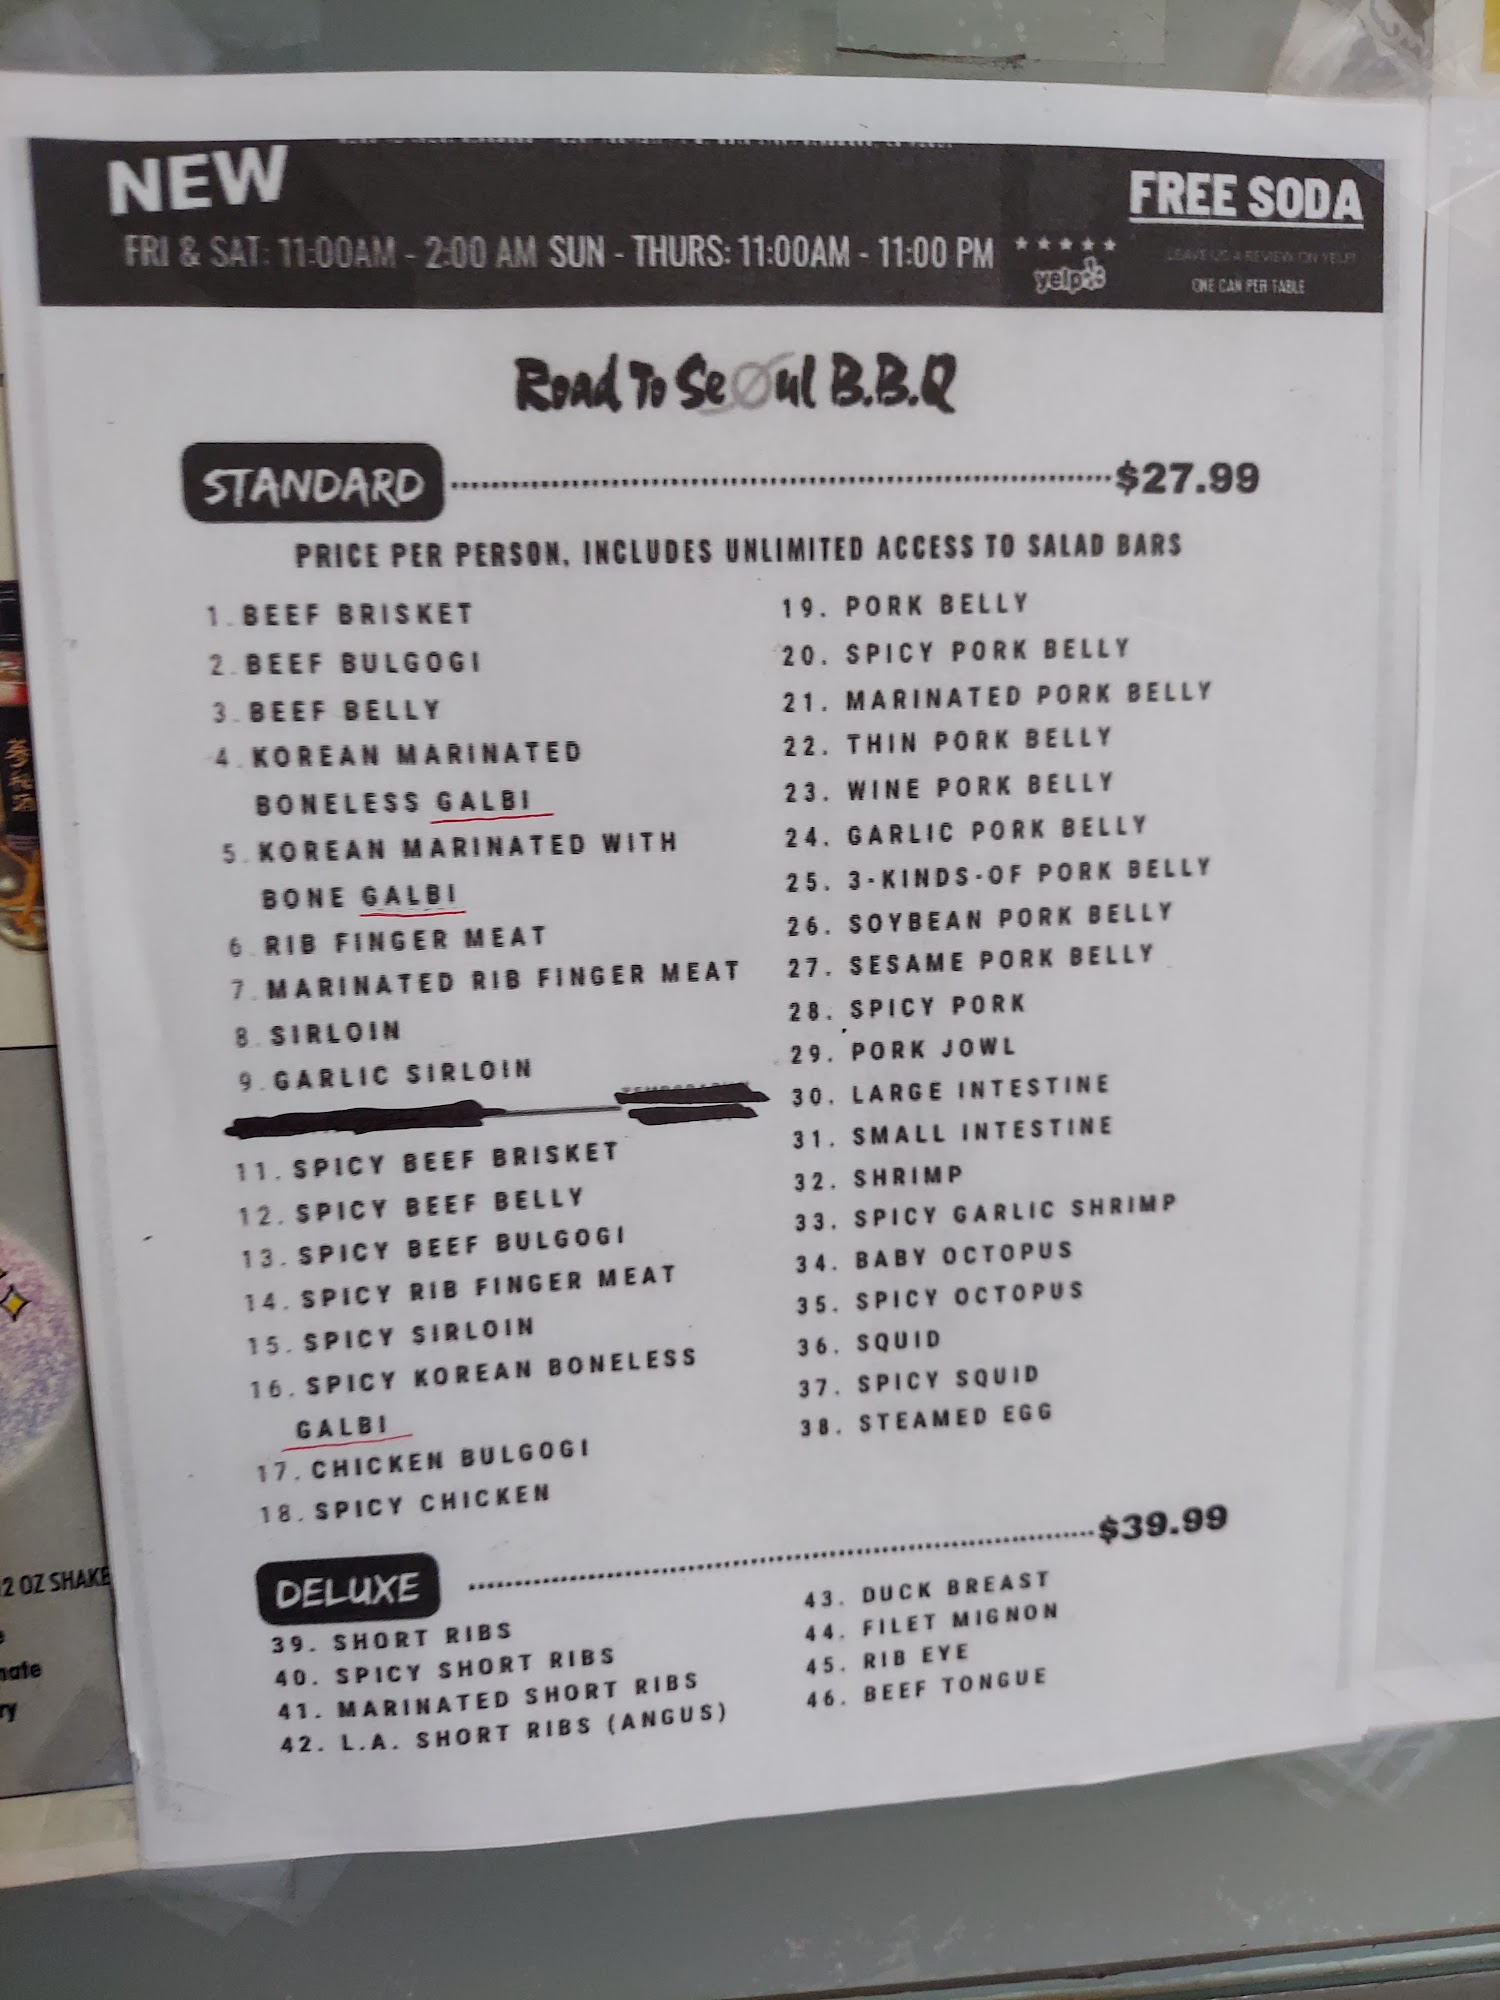 NEW
FREE SODA
FRI & SAT: 11:00AM - 2:00 AM SUN - THURS: 11:00AM - 11:00 PM
yelp
LEAVE US A REVIEW ON YELP!
ONE CAN PER TABLE
Road To Seoul B.B.Q
STANDARD $27.99
PRICE PER PERSON, INCLUDES UNLIMITED ACCESS TO SALAD BARS
1. BEEF BRISKET
2. BEEF BULGOGI
3. BEEF BELLY
4. KOREAN MARINATED
BONELESS GALBI
5. KOREAN MARINATED WITH
BONE GALBI
6. RIB FINGER MEAT
7. MARINATED RIB FINGER MEAT
8. SIRLOIN
9. GARLIC SIRLOIN
11. SPICY BEEF BRISKET
12. SPICY BEEF BELLY
13. SPICY BEEF BULGOGI
14. SPICY RIB FINGER MEAT
15. SPICY SIRLOIN
16. SPICY KOREAN BONELESS
GALBI
17. CHICKEN BULGOGI
18. SPICY CHICKEN
19. PORK BELLY
20. SPICY PORK BELLY
21. MARINATED PORK BELLY
22. THIN PORK BELLY
23. WINE PORK BELLY
24. GARLIC PORK BELLY
25. 3-KINDS-OF PORK BELLY
26. SOYBEAN PORK BELLY
27. SESAME PORK BELLY
28. SPICY PORK
29. PORK JOWL
30. LARGE INTESTINE
31. SMALL INTESTINE
32. SHRIMP
33. SPICY GARLIC SHRIMP
34. BABY OCTOPUS
35. SPICY OCTOPUS
36. SQUID
37. SPICY SQUID
38. STEAMED EGG
DELUXE $39.99
39. SHORT RIBS
40. SPICY SHORT RIBS
41. MARINATED SHORT RIBS
42. L.A. SHORT RIBS (ANGUS)
43. DUCK BREAST
44. FILET MIGNON
45. RIB EYE
46. BEEF TONGUE
2 OZ SHAKE